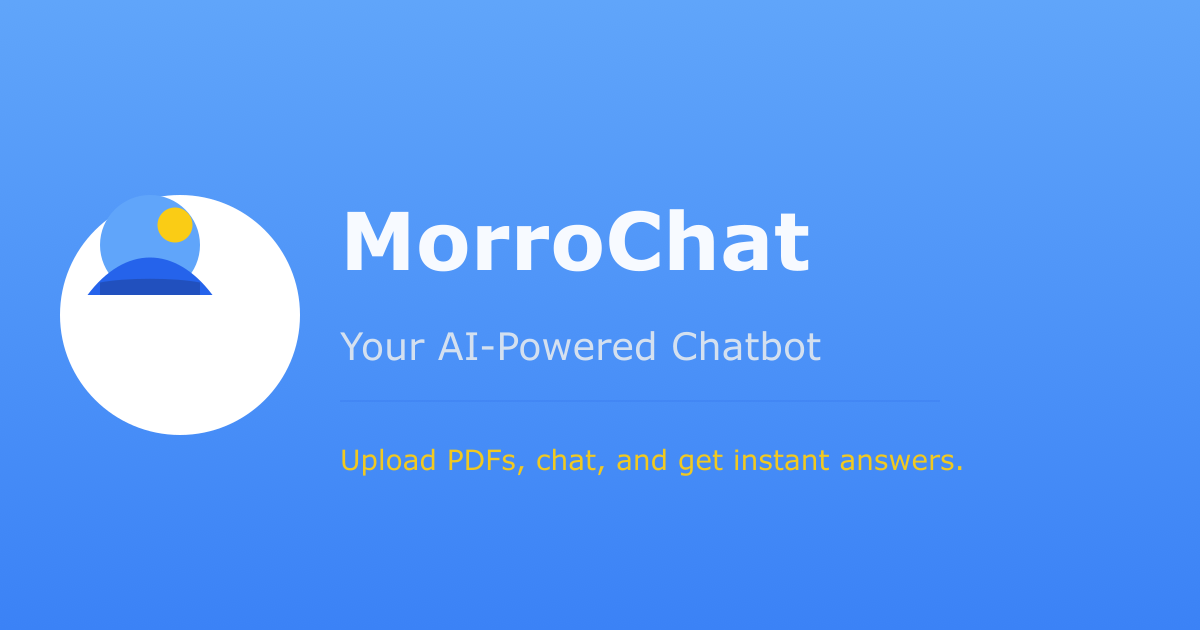 MorroChat
Your AI-Powered Chatbot
Upload PDFs, chat, and get instant answers.